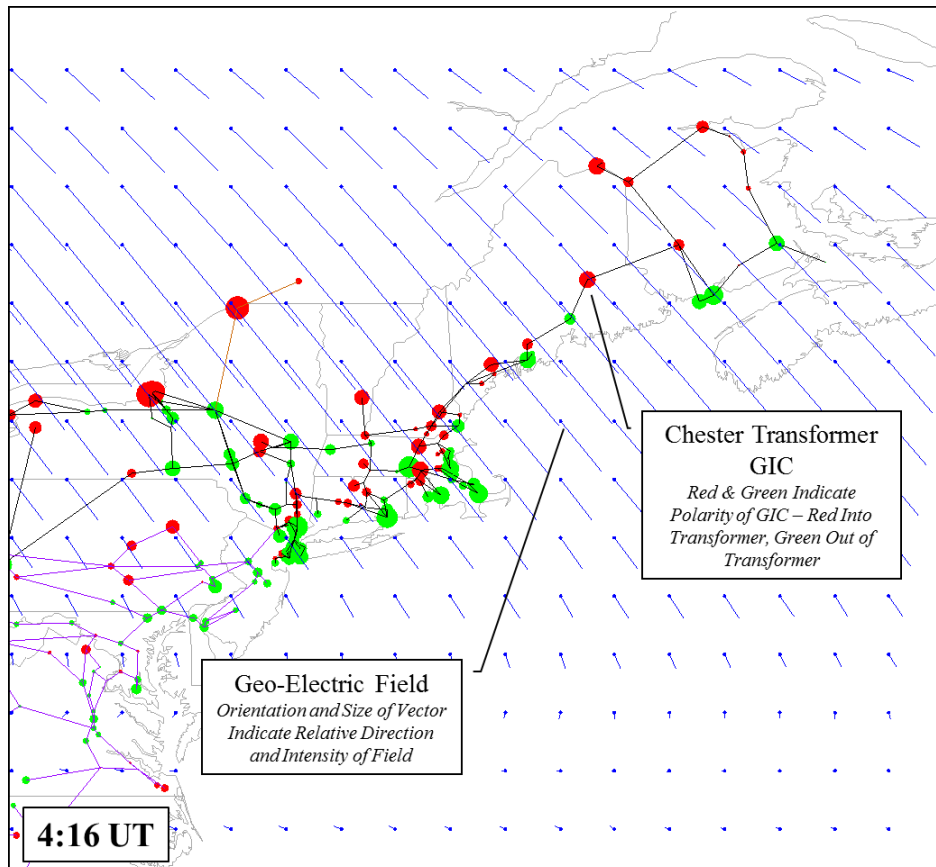 Chester Transformer
GIC
Red & Green Indicate
Polarity of GIC – Red Into
Transformer, Green Out of
Transformer
Geo-Electric Field
Orientation and Size of Vector
Indicate Relative Direction
and Intensity of Field
4:16 UT